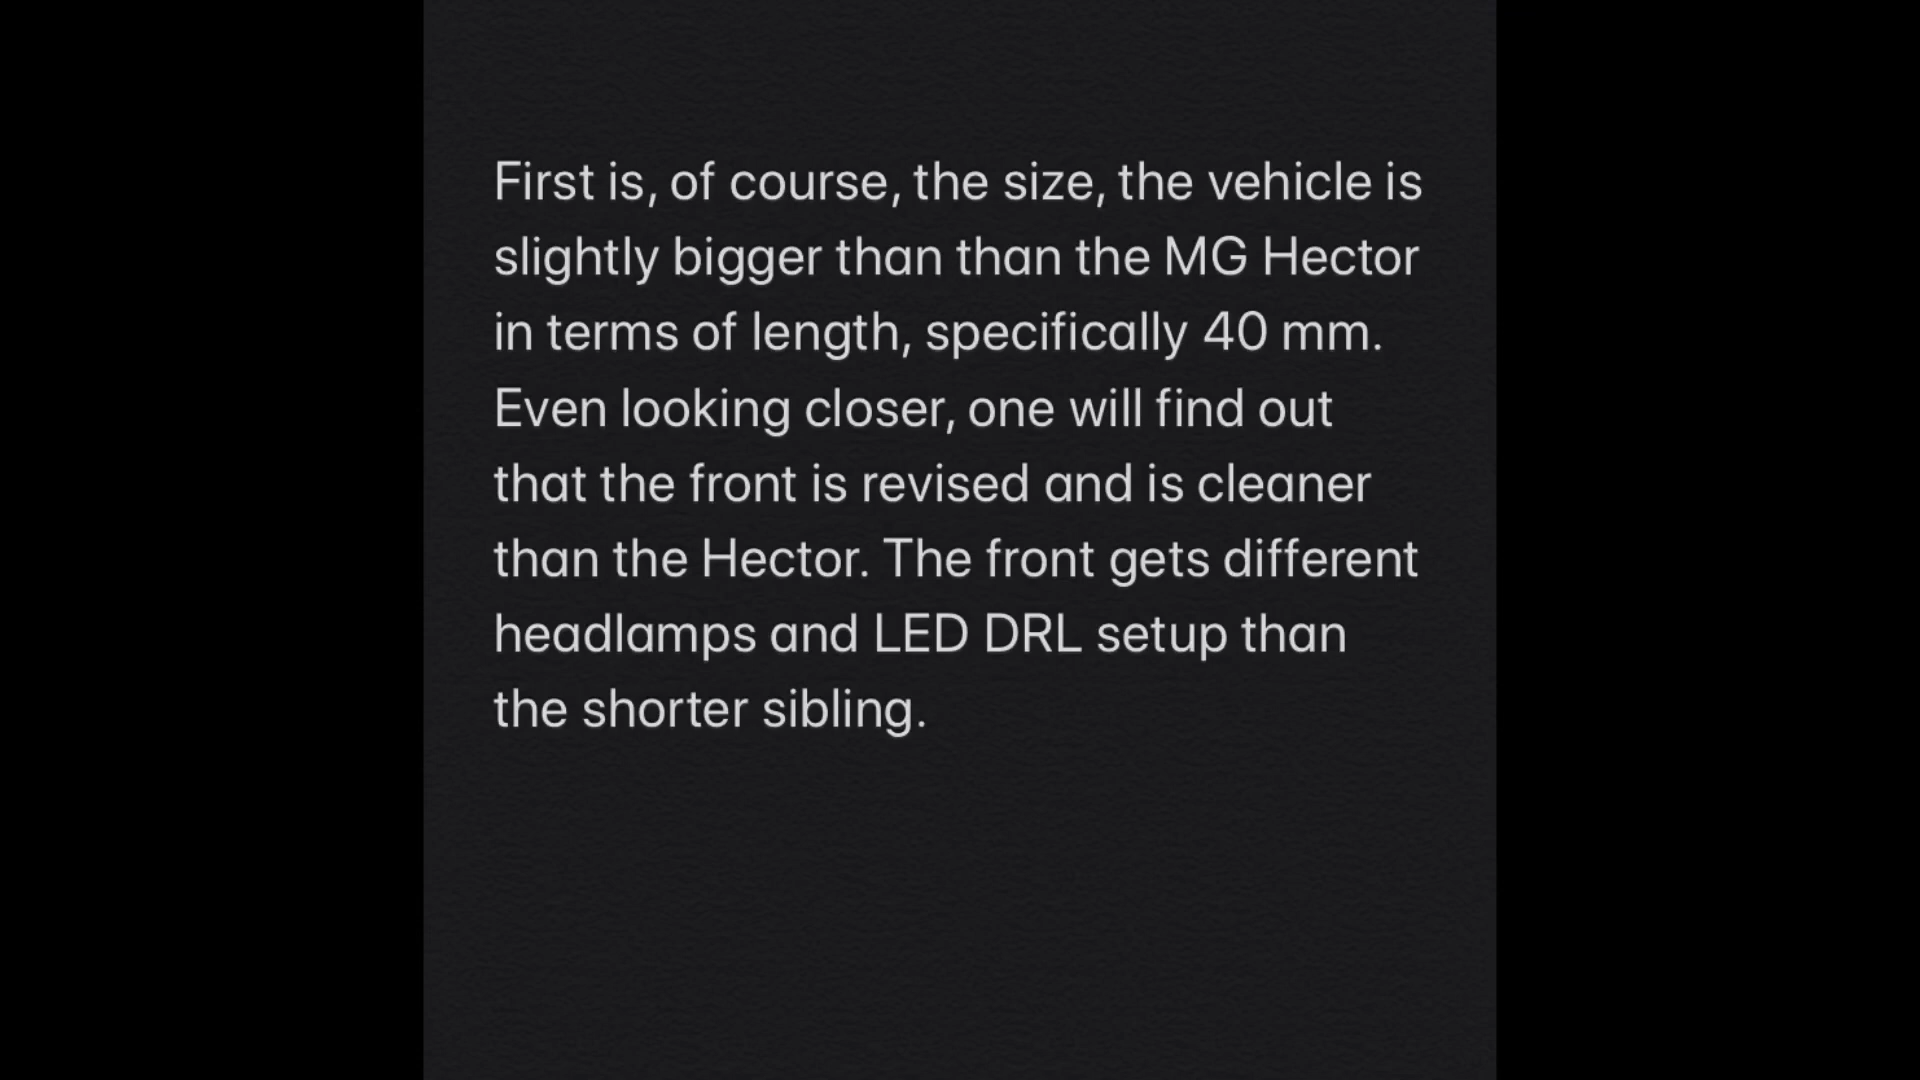 First is, of course, the size, the vehicle is
slightly bigger than than the MG Hector
in terms of length, specifically 40 mm.
Even looking closer, one will find out
that the front is revised and is cleaner
than the Hector. The front gets different
headlamps and LED DRL setup than
the shorter sibling.